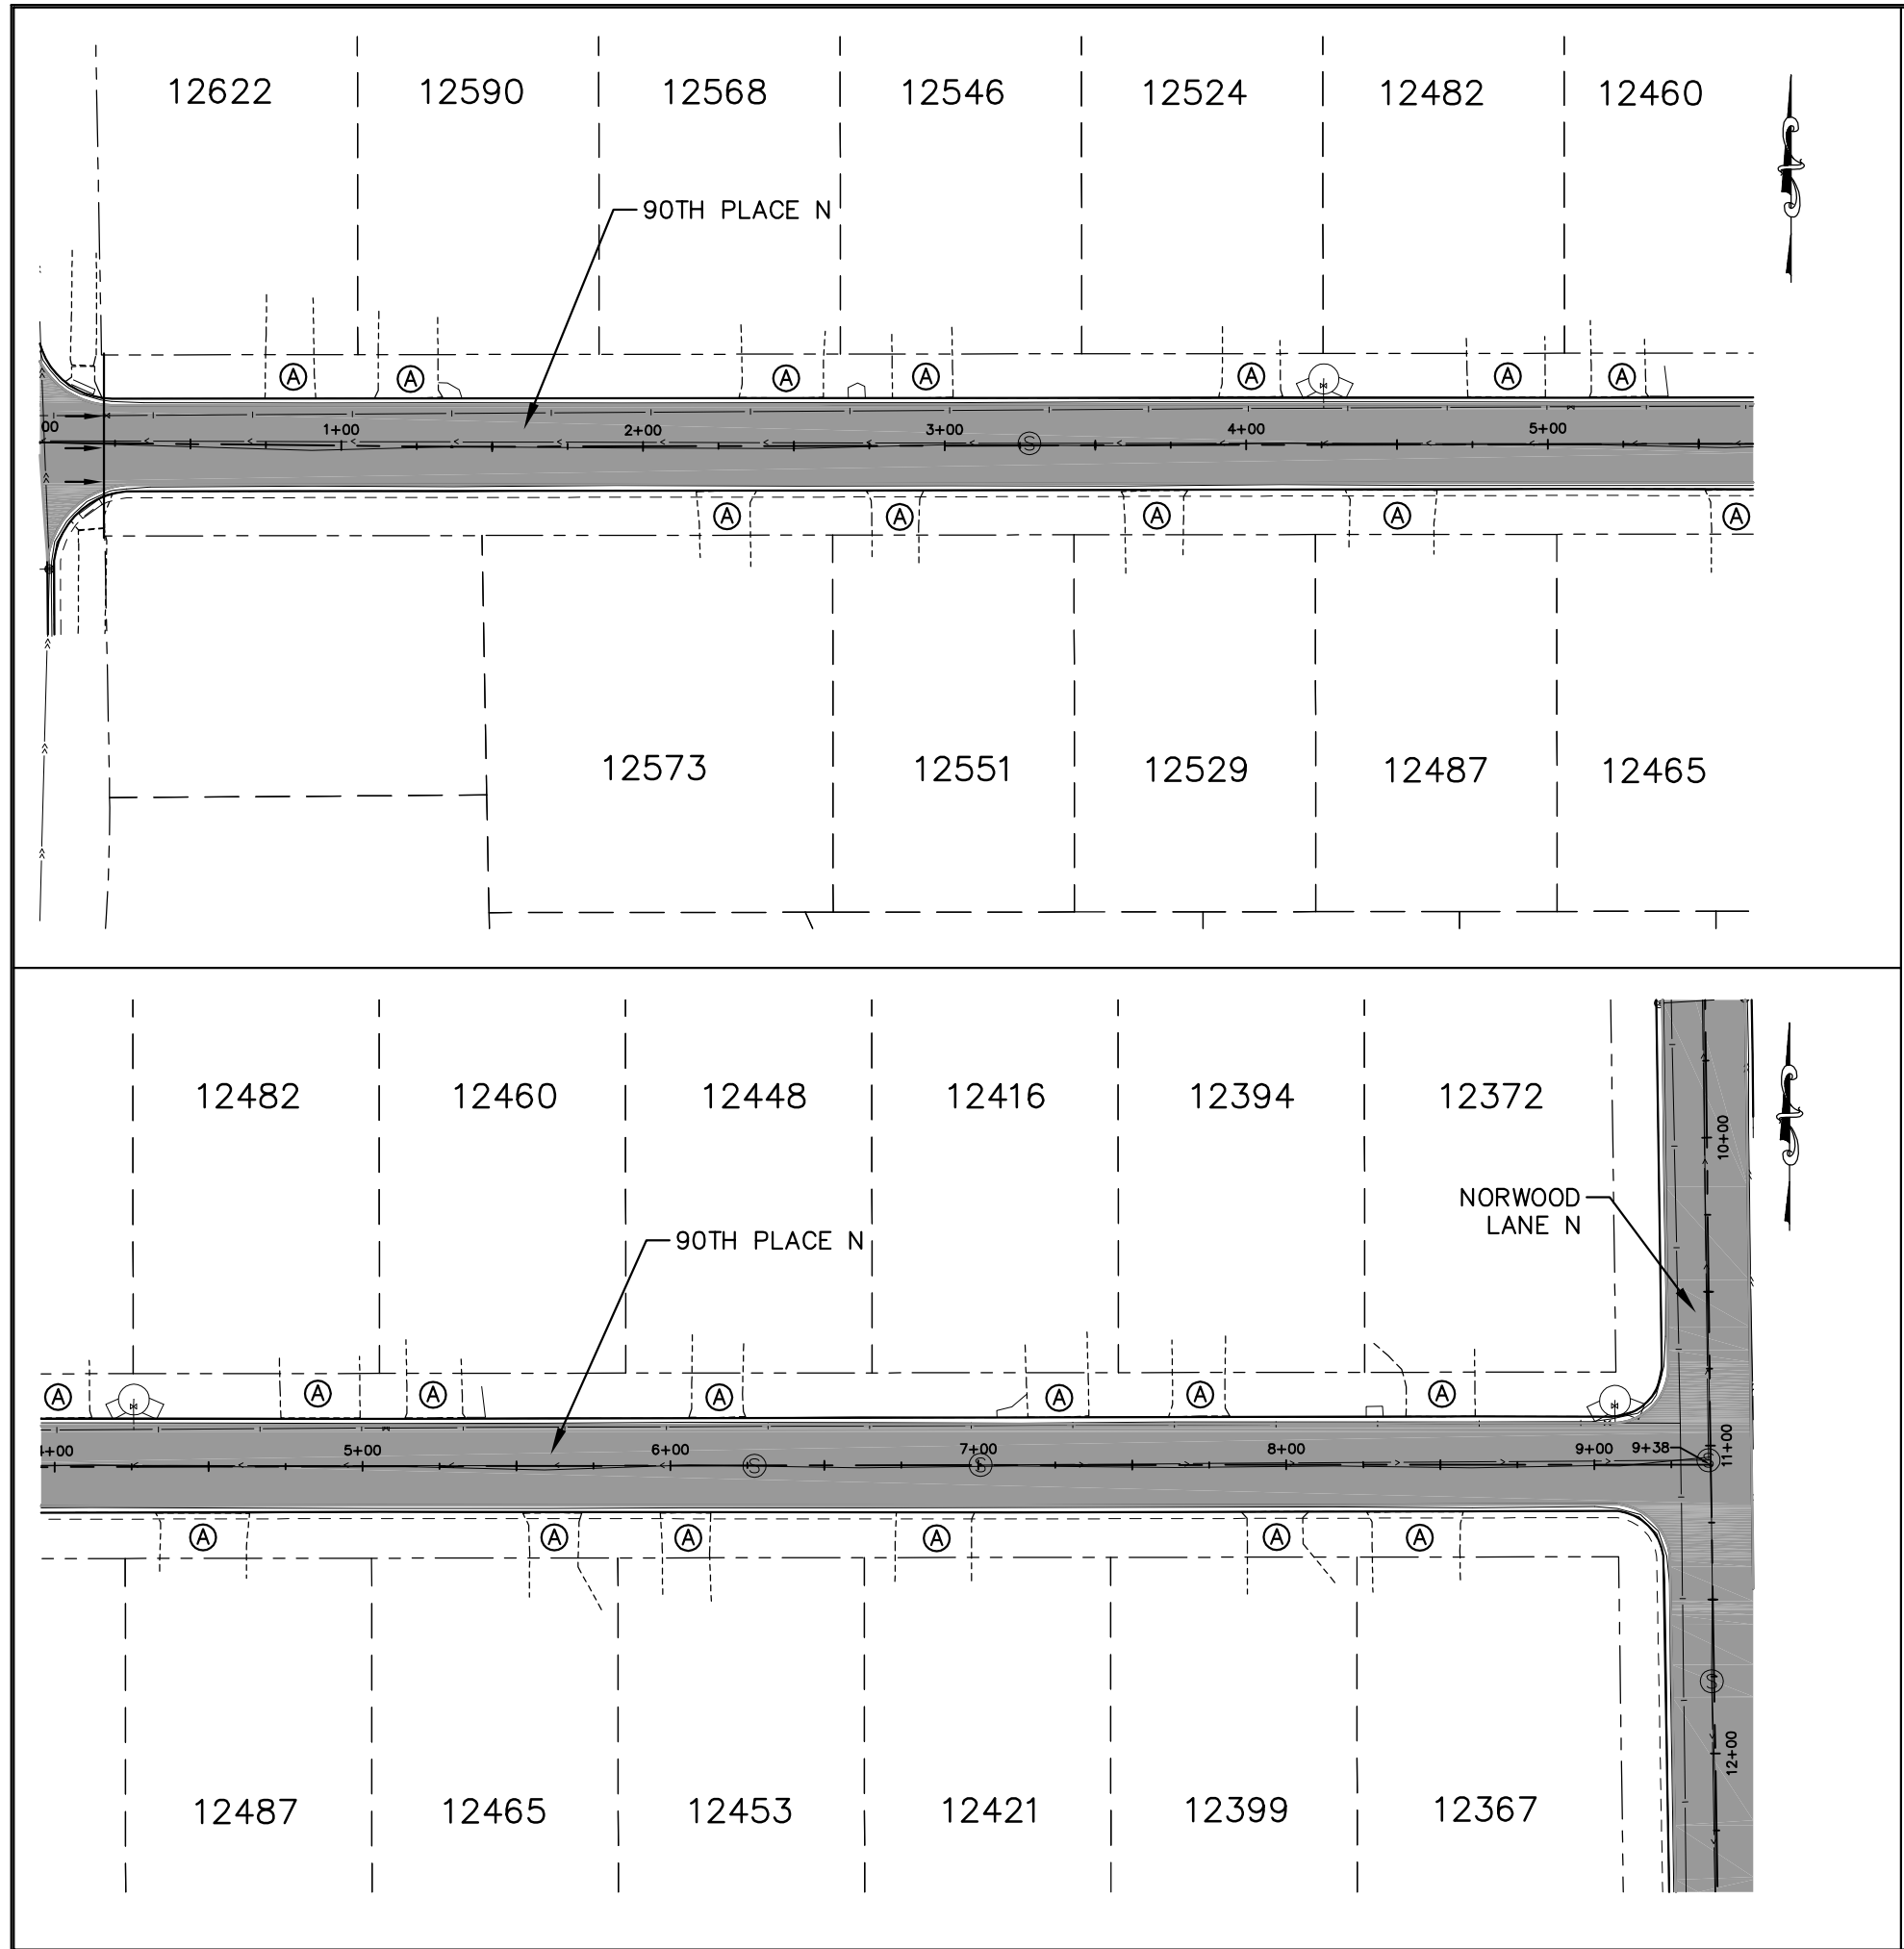 12622 12590 12568 12546 12524 12482 12460
90TH PLACE N
A A A A A A A
00 1+00 2+00 3+00 4+00 5+00
S
A A A A A
12573 12551 12529 12487 12465
12482 12460 12448 12416 12394 12372
10+00
NORWOOD
LANE N
90TH PLACE N
A A A A A A A
+00 5+00 6+00 7+00 8+00 9+00 9+38 11+00
S S S
A A A A A A
S
12+00
12487 12465 12453 12421 12399 12367